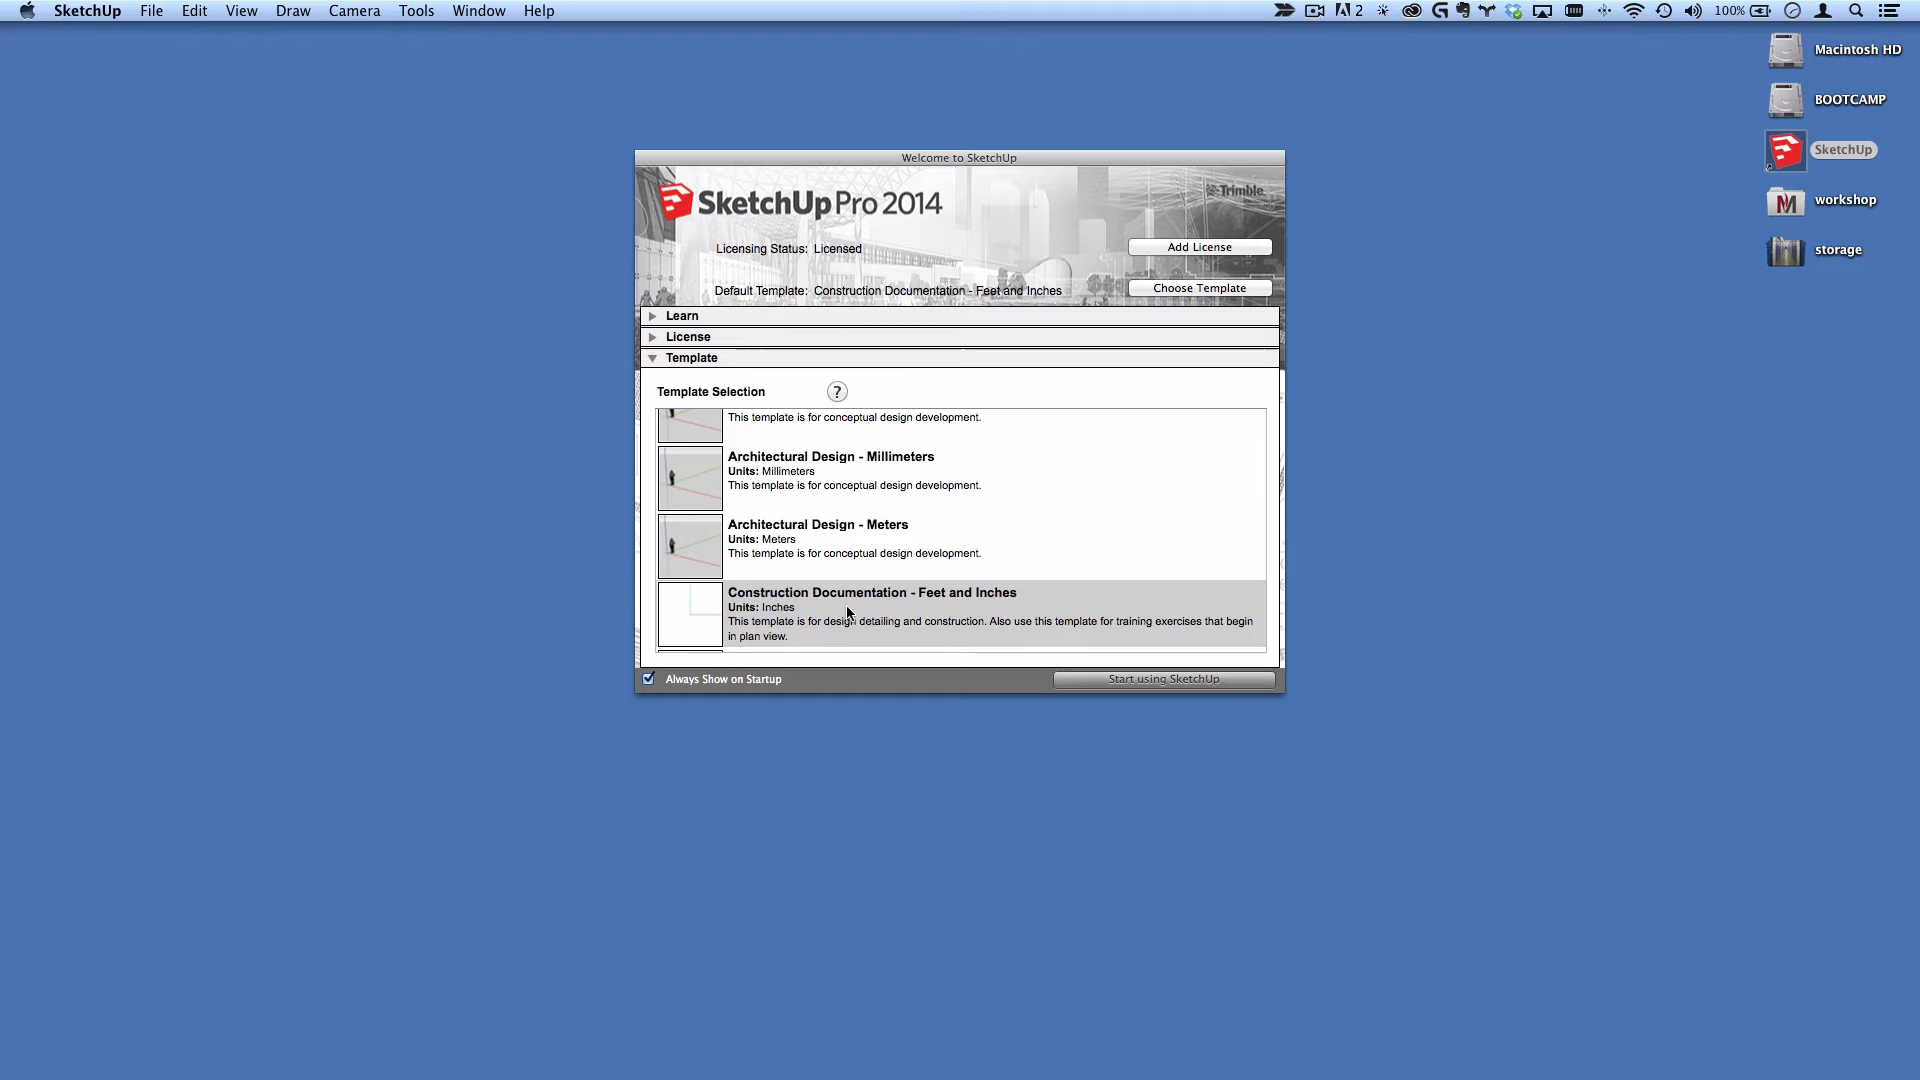 SketchUp File Edit View Draw Camera Tools Window Help
2
100%
Macintosh HD
BOOTCAMP
SketchUp
workshop
storage
Welcome to SketchUp
SketchUp Pro 2014
Trimble
Licensing Status: Licensed
Add License
Default Template: Construction Documentation - Feet and Inches
Choose Template
Learn
License
Template
Template Selection ?
This template is for conceptual design development.
Architectural Design - Millimeters
Units: Millimeters
This template is for conceptual design development.
Architectural Design - Meters
Units: Meters
This template is for conceptual design development.
Construction Documentation - Feet and Inches
Units: Inches
This template is for design detailing and construction. Also use this template for training exercises that begin
in plan view.
Always Show on Startup
Start using SketchUp